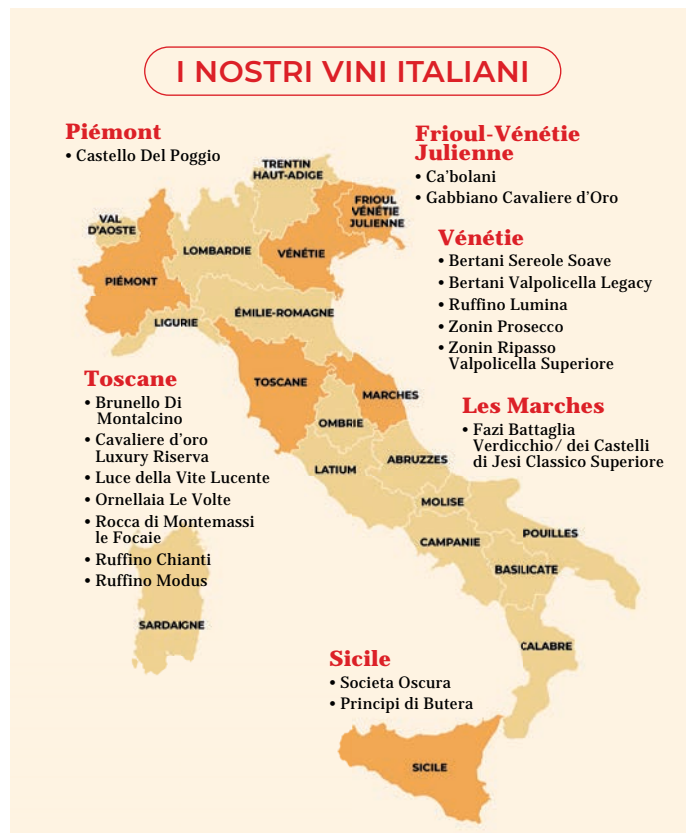 I NOSTRI VINI ITALIANI
Piémont
• Castello Del Poggio
Frioul-Vénétie
Julienne
• Ca'bolani
• Gabbiano Cavaliere d'Oro
Vénétie
• Bertani Sereole Soave
• Bertani Valpolicella Legacy
• Ruffino Lumina
• Zonin Prosecco
• Zonin Ripasso
Valpolicella Superiore
Toscane
• Brunello Di
Montalcino
• Cavaliere d'oro
Luxury Riserva
• Luce della Vite Lucente
• Ornellaia Le Volte
• Rocca di Montemassi
le Focaie
• Ruffino Chianti
• Ruffino Modus
Les Marches
• Fazi Battaglia
Verdicchio/ dei Castelli
di Jesi Classico Superiore
Sicile
• Societa Oscura
• Principi di Butera
TRENTIN
HAUT-ADIGE
FRIOUL
VÉNÉTIE
JULIENNE
VAL
D'AOSTE
LOMBARDIE
VÉNÉTIE
PIÉMONT
ÉMILIE-ROMAGNE
LIGURIE
TOSCANE
MARCHES
OMBRIE
ABRUZZES
LATIUM
MOLISE
POUILLES
CAMPANIE
BASILICATE
SARDAIGNE
CALABRE
SICILE